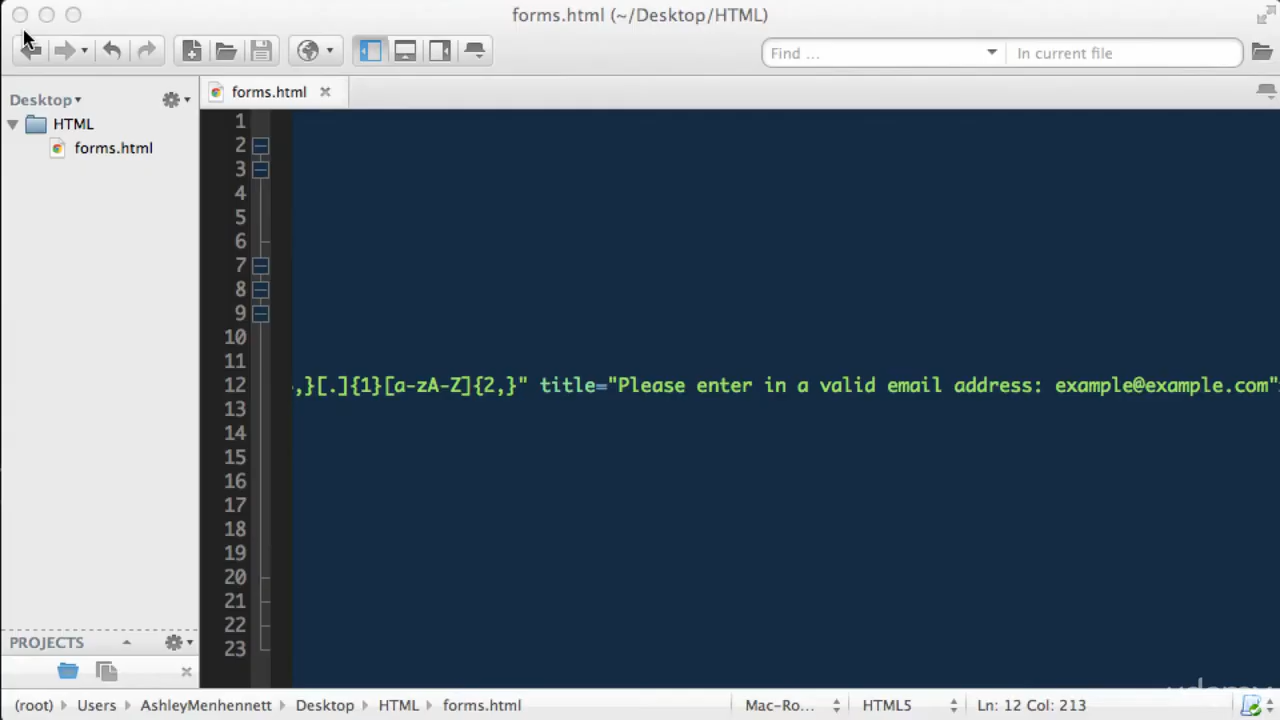 forms.html (~/Desktop/HTML)
Find ...
In current file
Desktop
forms.html
HTML
forms.html
1
2
3
4
5
6
7
8
9
10
11
12 ,}[.]{1}[a-zA-Z]{2,}" title="Please enter in a valid email address: example@example.com"
13
14
15
16
17
18
19
20
21
22
23
PROJECTS
(root) Users AshleyMenhennett Desktop HTML forms.html Mac-Ro... HTML5 Ln: 12 Col: 213